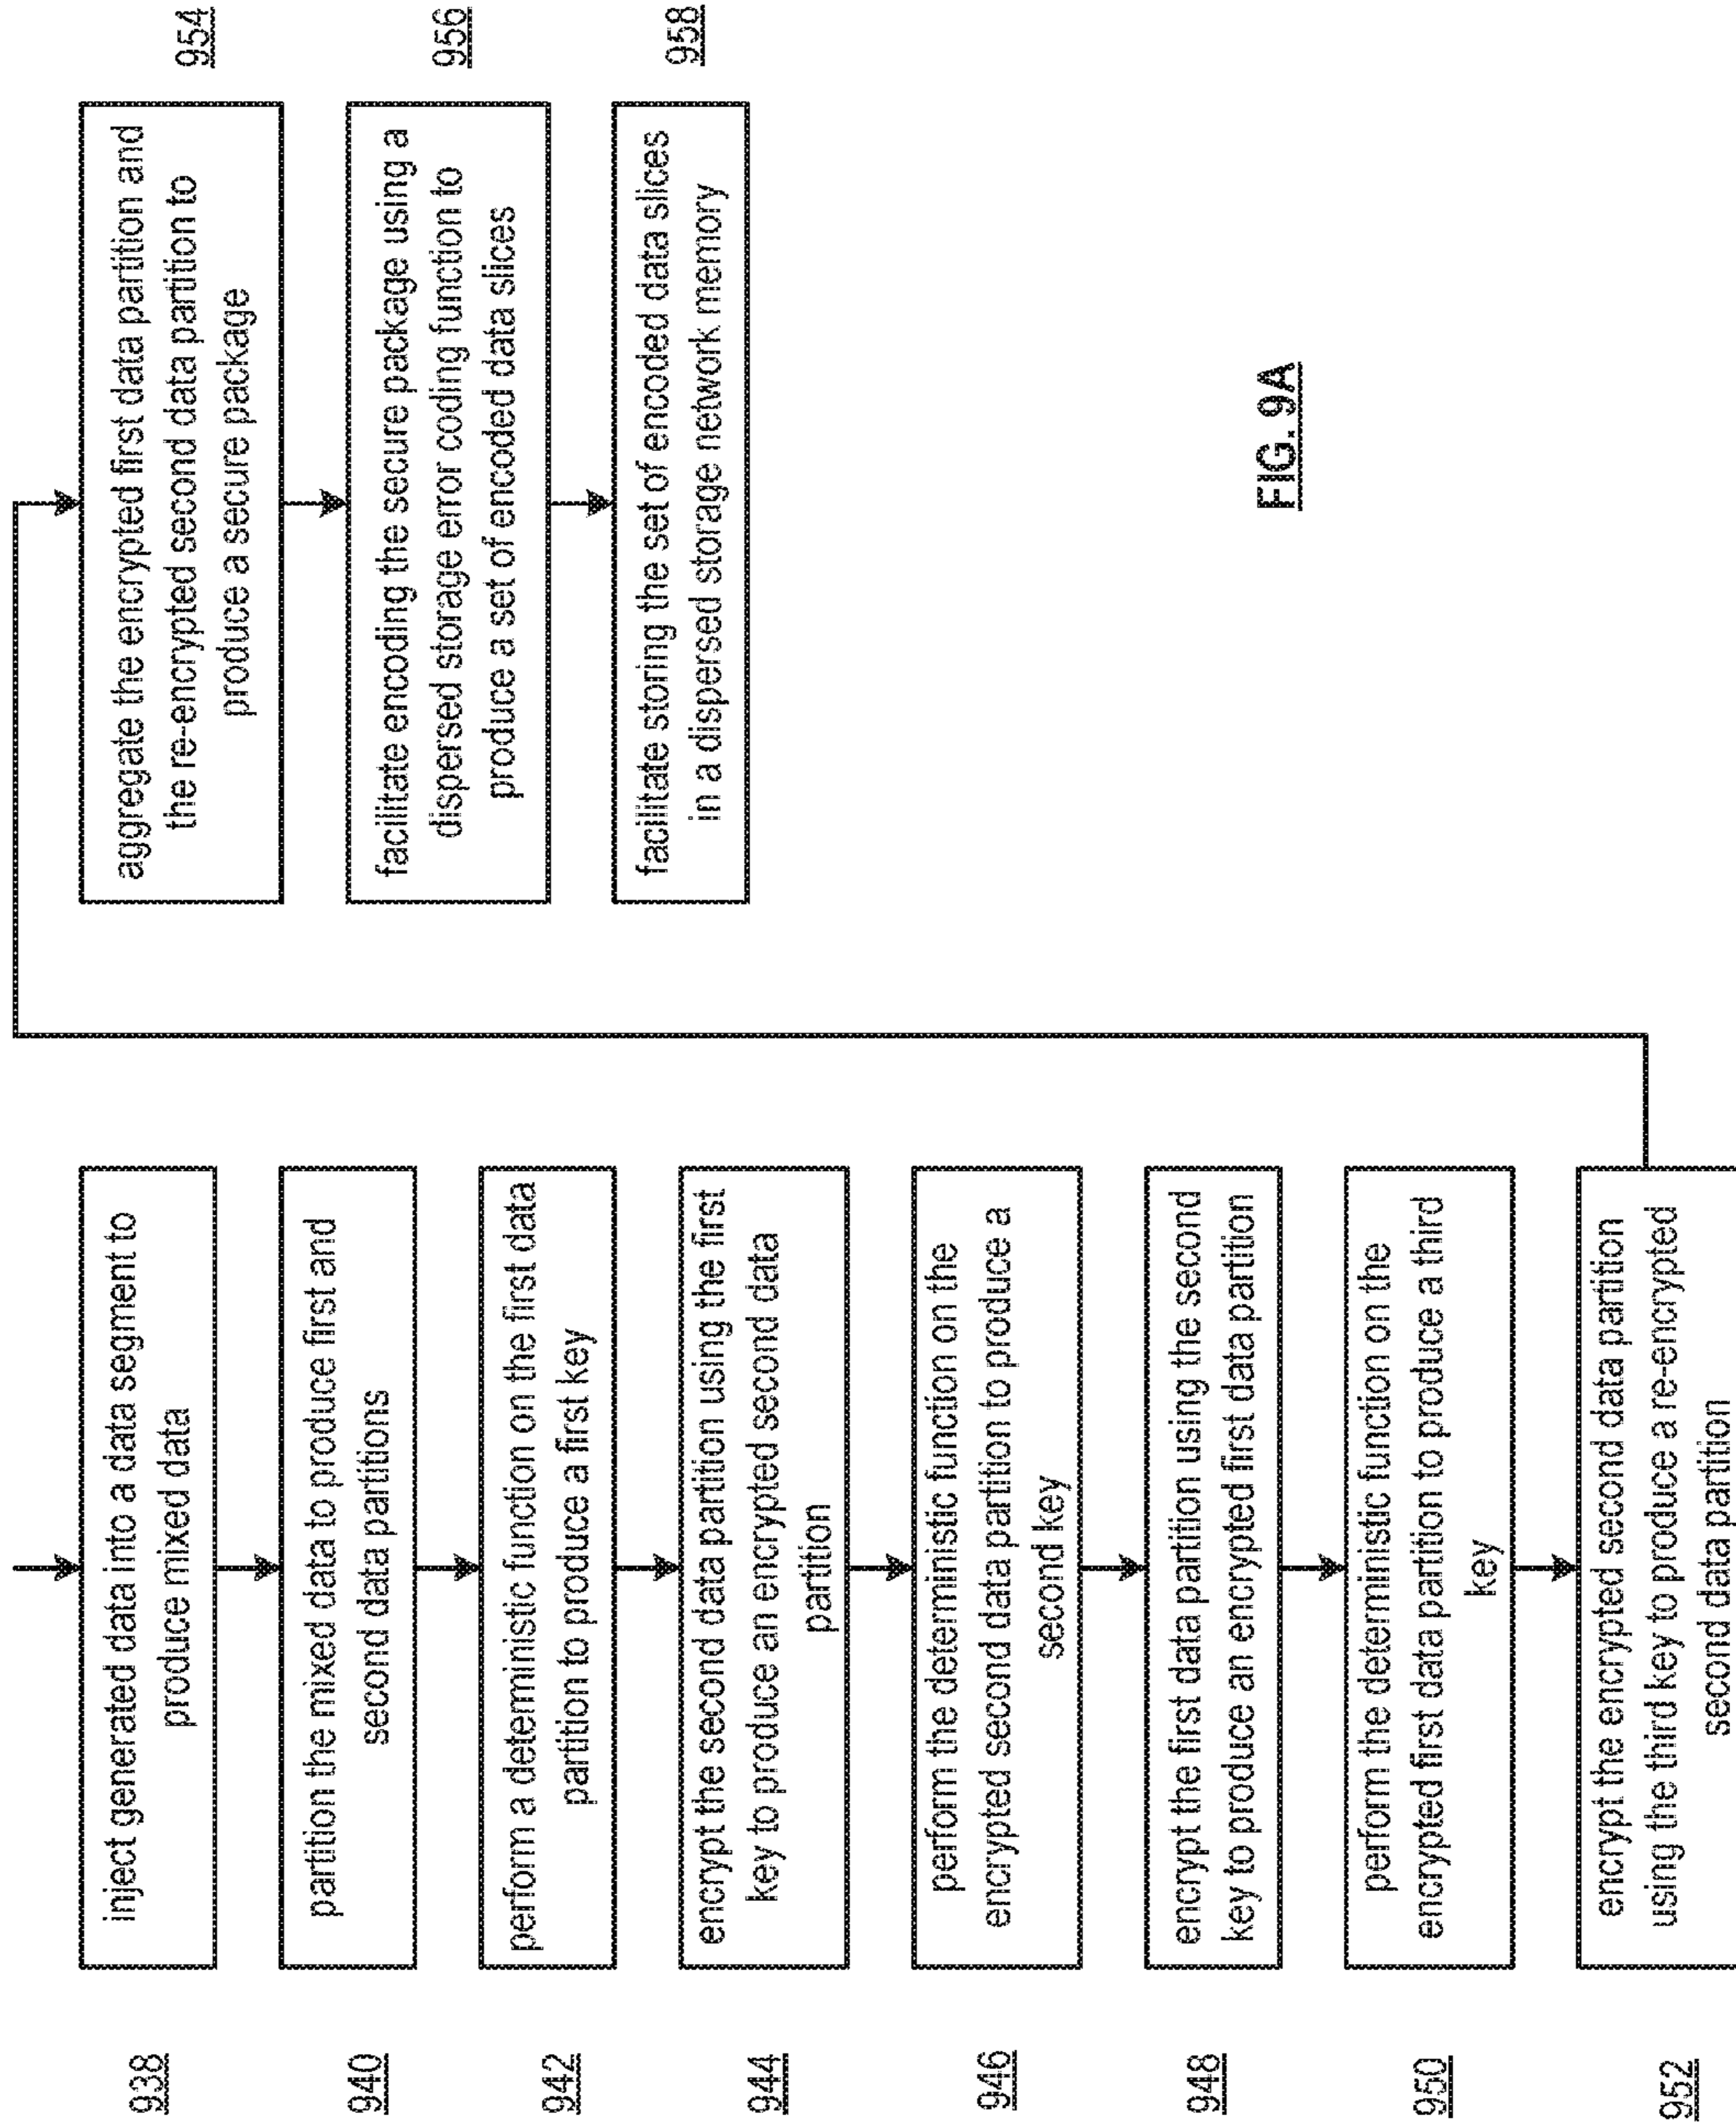 938
inject generated data into a data segment to
produce mixed data
940
partition the mixed data to produce first and
second data partitions
942
perform a deterministic function on the first data
partition to produce a first key
944
encrypt the second data partition using the first
key to produce an encrypted second data
partition
946
perform the deterministic function on the
encrypted second data partition to produce a
second key
948
encrypt the first data partition using the second
key to produce an encrypted first data partition
950
perform the deterministic function on the
encrypted first data partition to produce a third
key
952
encrypt the encrypted second data partition
using the third key to produce a re-encrypted
second data partition
954
aggregate the encrypted first data partition and
the re-encrypted second data partition to
produce a secure package
956
facilitate encoding the secure package using a
dispersed storage error coding function to
produce a set of encoded data slices
958
facilitate storing the set of encoded data slices
in a dispersed storage network memory
FIG. 9A